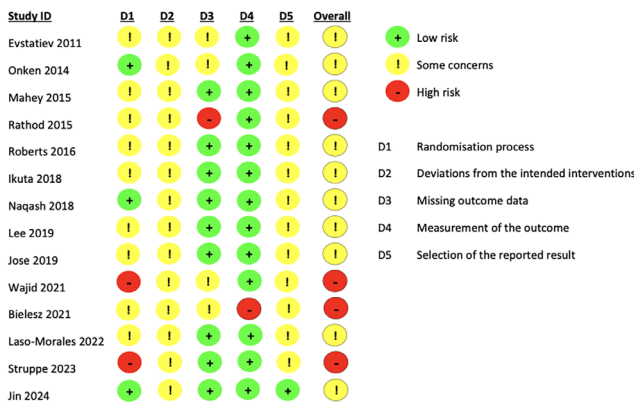 Study ID D1 D2 D3 D4 D5 Overall
Evstatiev 2011 ! ! ! + ! !
Onken 2014 + ! ! + ! !
Mahey 2015 ! ! + + ! !
Rathod 2015 ! ! - + ! -
Roberts 2016 ! ! + + ! !
Ikuta 2018 ! ! + + ! !
Naqash 2018 + ! + + ! !
Lee 2019 ! ! + + ! !
Jose 2019 ! ! + + ! !
Wajid 2021 - ! ! + ! -
Bielesz 2021 ! ! ! - ! -
Laso-Morales 2022 ! ! + + ! !
Struppe 2023 - ! + + ! -
Jin 2024 + ! + + + !
+ Low risk
! Some concerns
- High risk
D1 Randomisation process
D2 Deviations from the intended interventions
D3 Missing outcome data
D4 Measurement of the outcome
D5 Selection of the reported result